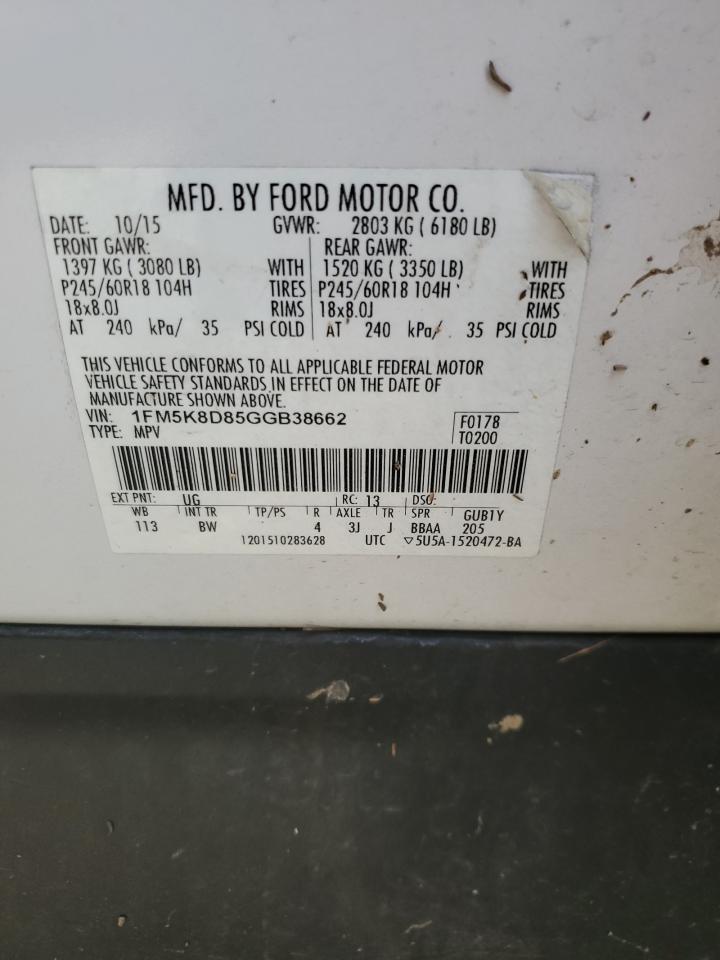 MFD. BY FORD MOTOR CO.
DATE: 10/15 GVWR: 2803 KG ( 6180 LB)
FRONT GAWR: REAR GAWR:
1397 KG ( 3080 LB) WITH 1520 KG ( 3350 LB) WITH
P245/60R18 104H TIRES P245/60R18 104H TIRES
18x8.0J RIMS 18x8.0J RIMS
AT 240 kPa/ 35 PSI COLD AT 240 kPa/ 35 PSI COLD
THIS VEHICLE CONFORMS TO ALL APPLICABLE FEDERAL MOTOR
VEHICLE SAFETY STANDARDS IN EFFECT ON THE DATE OF
MANUFACTURE SHOWN ABOVE.
VIN: 1FM5K8D85GGB38662 F0178
TYPE: MPV T0200
EXT PNT: UG RC: 13 DSO:
WB INT TR TP/PS R AXLE TR SPR GUB1Y
113 BW 4 3J J BBAA 205
1201510283628 UTC ▽5U5A-1520472-BA